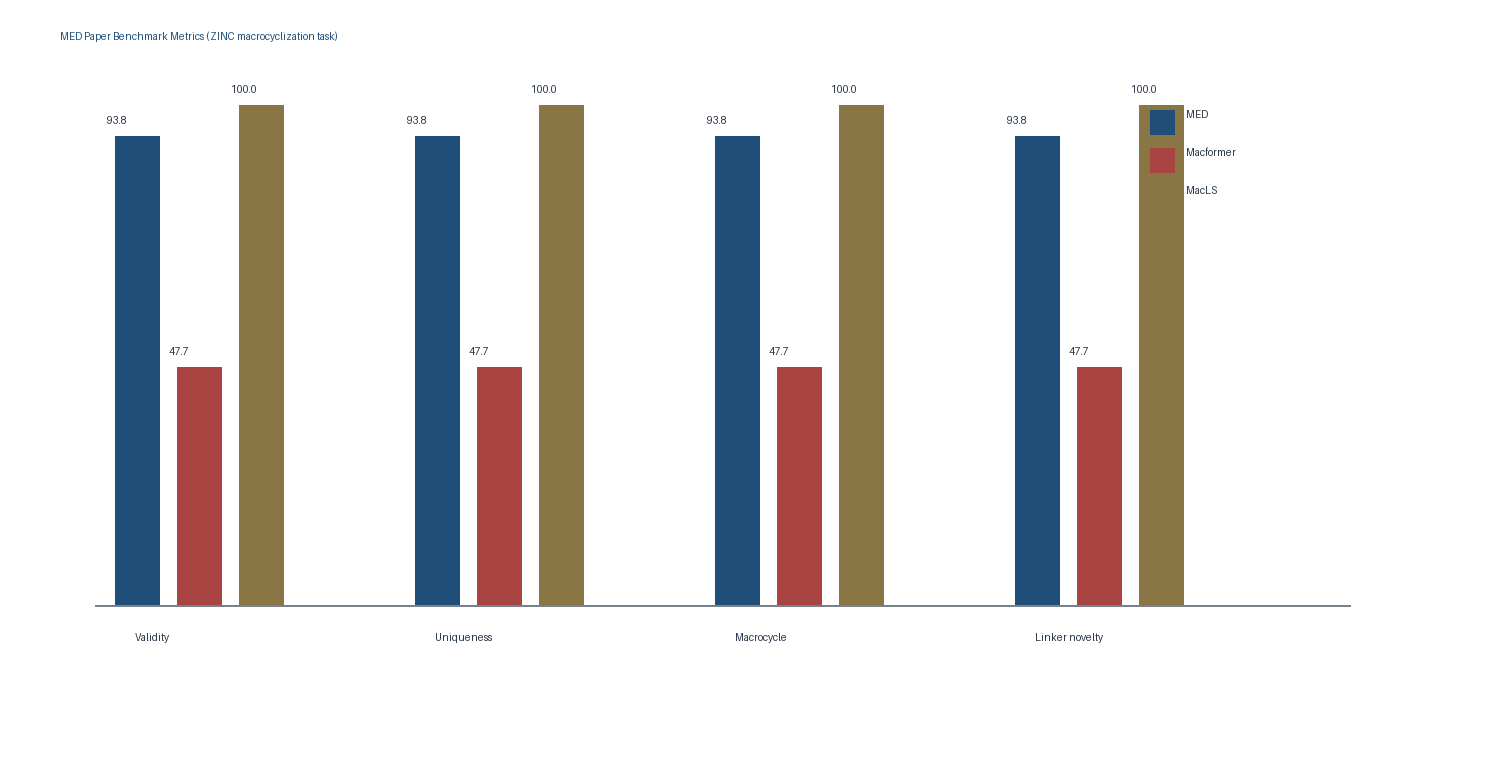 MED Paper Benchmark Metrics (ZINC macrocyclization task)
100.0 100.0 100.0 100.0
93.8 93.8 93.8 93.8
MED
Macformer
MacLS
47.7 47.7 47.7 47.7
Validity Uniqueness Macrocycle Linker novelty